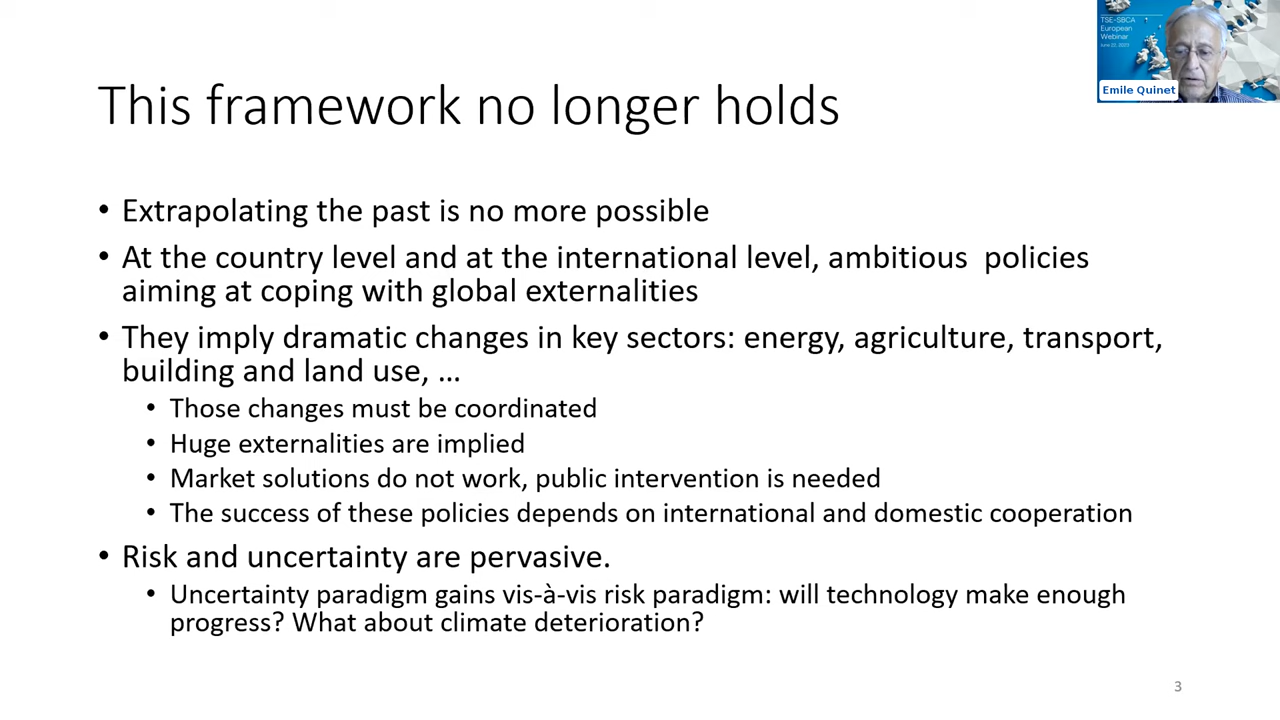 TSE-SBCA
European
Webinar
June 22, 2023
Emile Quinet
This framework no longer holds
• Extrapolating the past is no more possible
• At the country level and at the international level, ambitious  policies
aiming at coping with global externalities
• They imply dramatic changes in key sectors: energy, agriculture, transport,
building and land use, …
• Those changes must be coordinated
• Huge externalities are implied
• Market solutions do not work, public intervention is needed
• The success of these policies depends on international and domestic cooperation
• Risk and uncertainty are pervasive.
• Uncertainty paradigm gains vis-à-vis risk paradigm: will technology make enough
progress? What about climate deterioration?
3